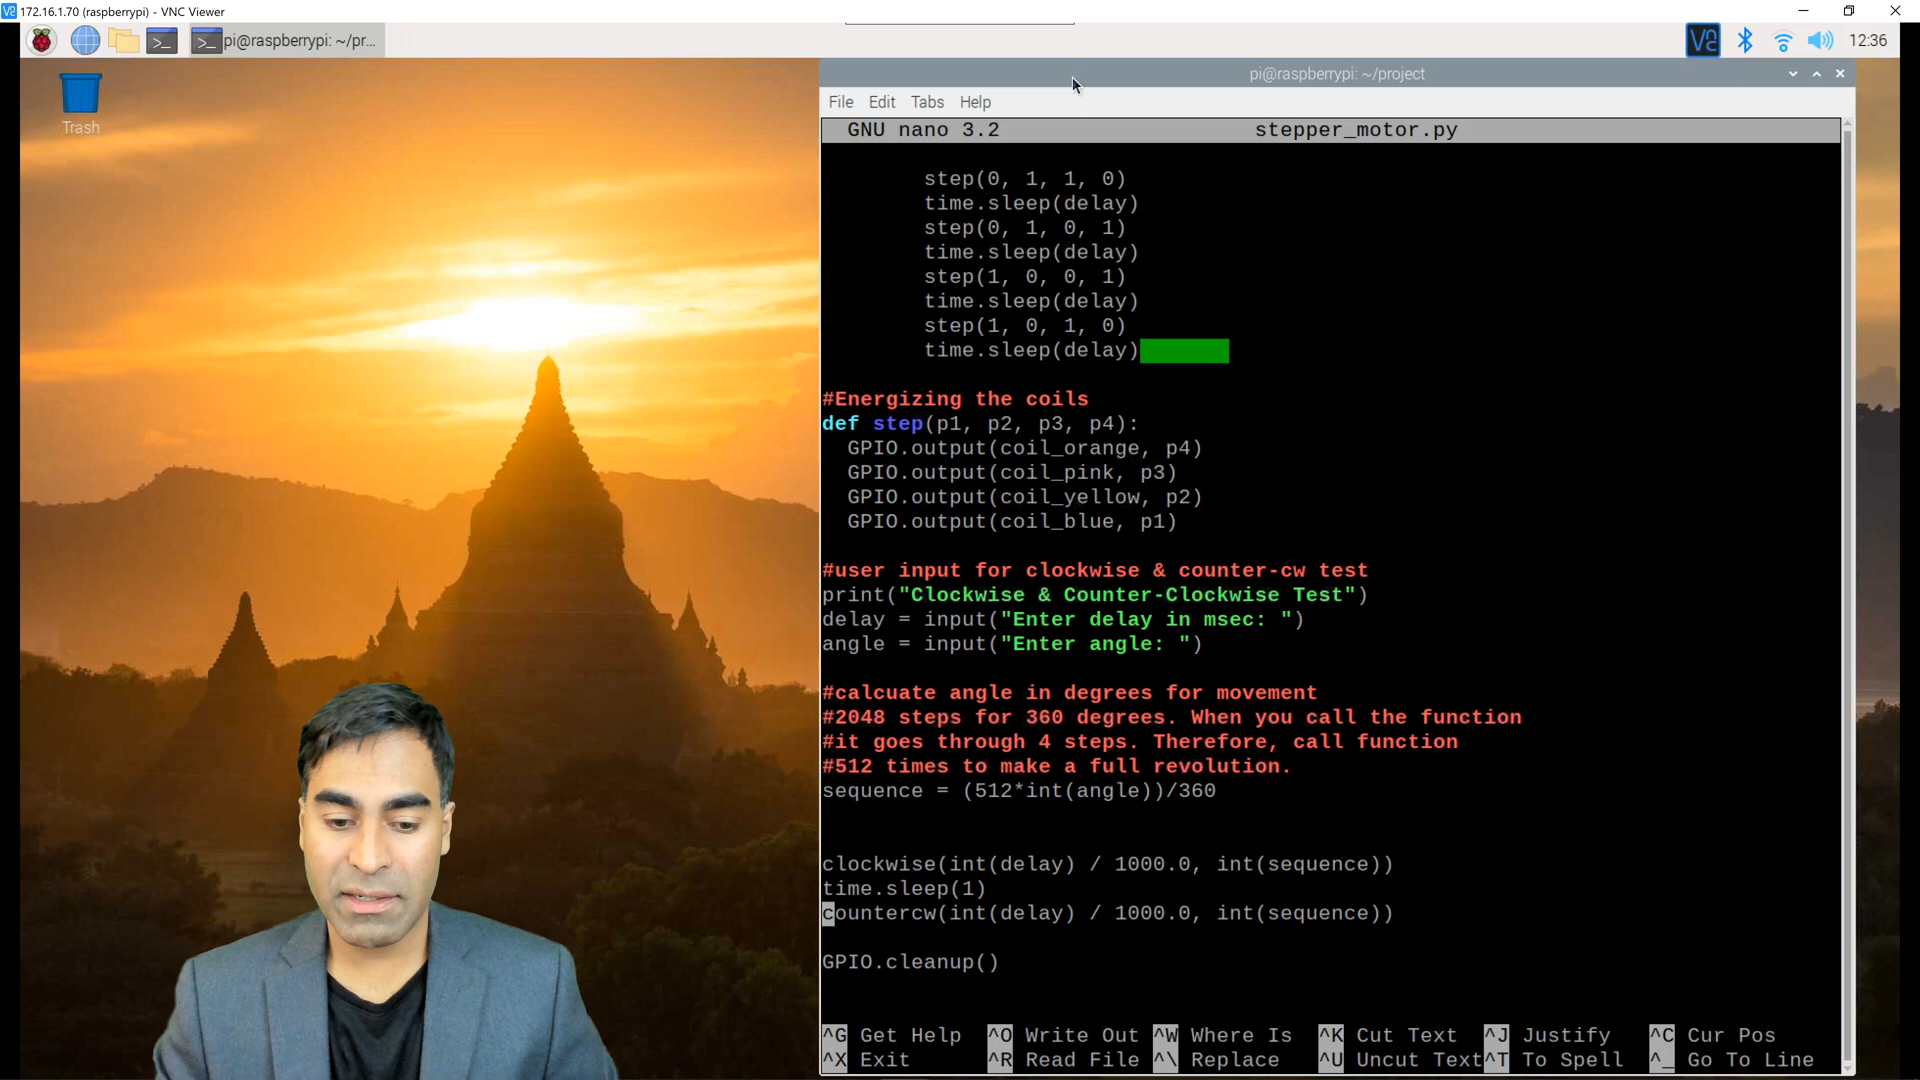 172.16.1.70 (raspberrypi) - VNC Viewer
pi@raspberrypi: ~/pr...
12:36
Trash
pi@raspberrypi: ~/project
File Edit Tabs Help
GNU nano 3.2 stepper_motor.py
step(0, 1, 1, 0)
time.sleep(delay)
step(0, 1, 0, 1)
time.sleep(delay)
step(1, 0, 0, 1)
time.sleep(delay)
step(1, 0, 1, 0)
time.sleep(delay)
#Energizing the coils
def step(p1, p2, p3, p4):
GPIO.output(coil_orange, p4)
GPIO.output(coil_pink, p3)
GPIO.output(coil_yellow, p2)
GPIO.output(coil_blue, p1)
#user input for clockwise & counter-cw test
print("Clockwise & Counter-Clockwise Test")
delay = input("Enter delay in msec: ")
angle = input("Enter angle: ")
#calcuate angle in degrees for movement
#2048 steps for 360 degrees. When you call the function
#it goes through 4 steps. Therefore, call function
#512 times to make a full revolution.
sequence = (512*int(angle))/360
clockwise(int(delay) / 1000.0, int(sequence))
time.sleep(1)
countercw(int(delay) / 1000.0, int(sequence))
GPIO.cleanup()
^G Get Help ^O Write Out ^W Where Is ^K Cut Text ^J Justify ^C Cur Pos
^X Exit ^R Read File ^\ Replace ^U Uncut Text ^T To Spell ^_ Go To Line